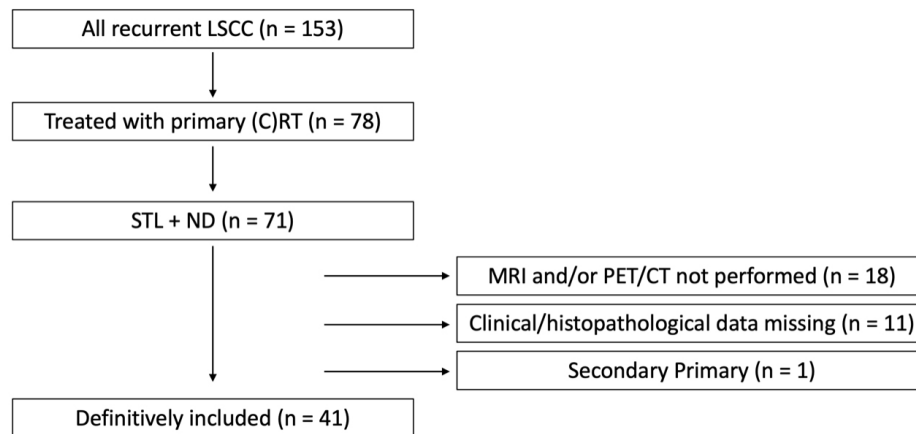 All recurrent LSCC (n = 153)
Treated with primary (C)RT (n = 78)
STL + ND (n = 71)
MRI and/or PET/CT not performed (n = 18)
Clinical/histopathological data missing (n = 11)
Secondary Primary (n = 1)
Definitively included (n = 41)